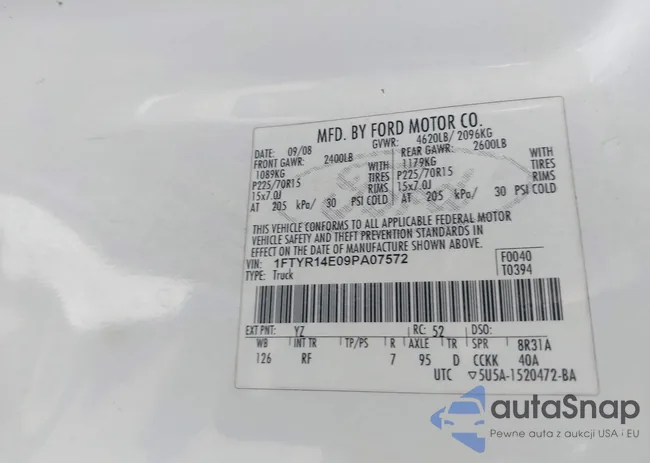 MFD. BY FORD MOTOR CO.
DATE: 09/08 GVWR: 4620LB/ 2096KG
FRONT GAWR: 2400LB REAR GAWR: 2600LB
1089KG WITH 1179KG WITH
P225/70R15 TIRES P225/70R15 TIRES
15x7.0J RIMS 15x7.0J RIMS
AT 205 kPa/ 30 PSI COLD AT 205 kPa/ 30 PSI COLD
THIS VEHICLE CONFORMS TO ALL APPLICABLE FEDERAL MOTOR
VEHICLE SAFETY AND THEFT PREVENTION STANDARDS IN
EFFECT ON THE DATE OF MANUFACTURE SHOWN ABOVE.
VIN: 1FTYR14E09PA07572 F0040
TYPE: Truck T0394
EXT PNT: YZ RC: 52 DSO:
WB INT TR TP/PS R AXLE TR SPR 8R31A
126 RF 7 95 D CCKK 40A
UTC ▽5U5A-1520472-BA
Ford
autaSnap
Pewne auta z aukcji USA i EU